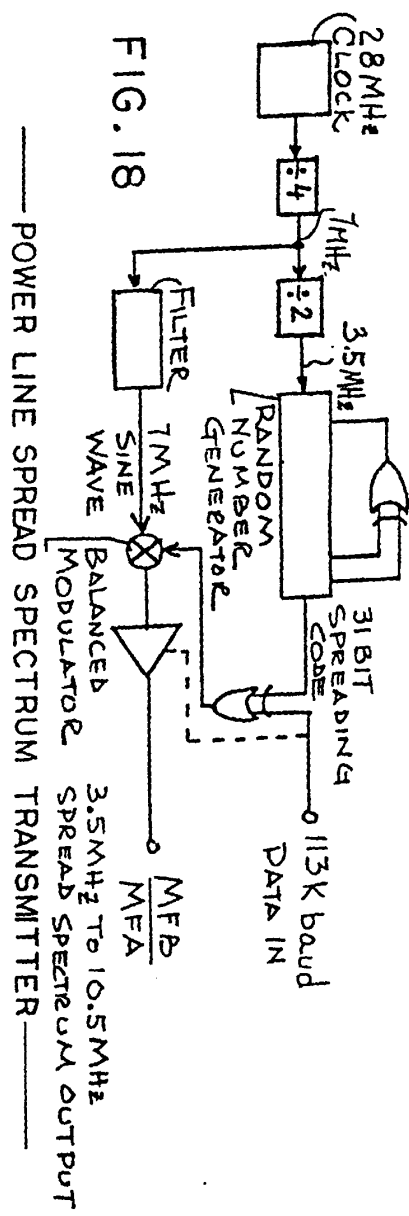 28MHz
CLOCK
÷4
7MHz
÷2
3.5MHz
RANDOM
NUMBER
GENERATOR
31 BIT
SPREADING
CODE
113K baud
DATA IN
FILTER
7MHz
SINE
WAVE
BALANCED
MODULATOR
MFB
MFA
3.5MHz TO 10.5MHz
SPREAD SPECTRUM OUTPUT
FIG. 18
POWER LINE SPREAD SPECTRUM TRANSMITTER